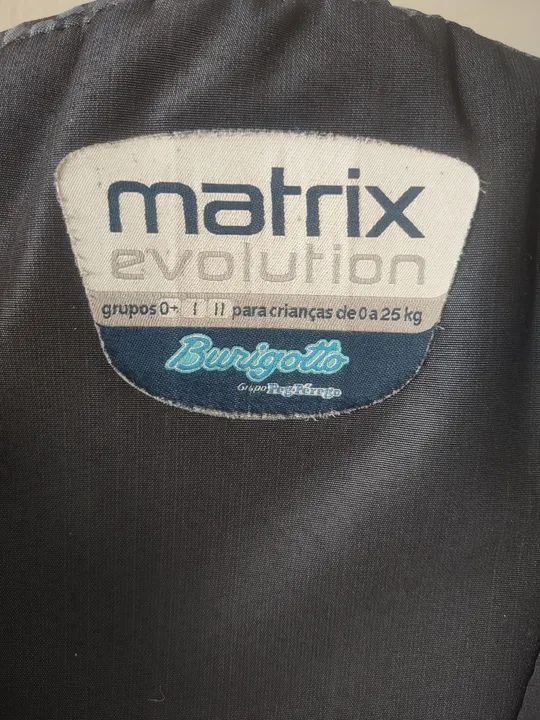 matrix
evolution
grupos 0+ I II para crianças de 0 a 25 kg
Burigotto
Grupo Peg-Pérego